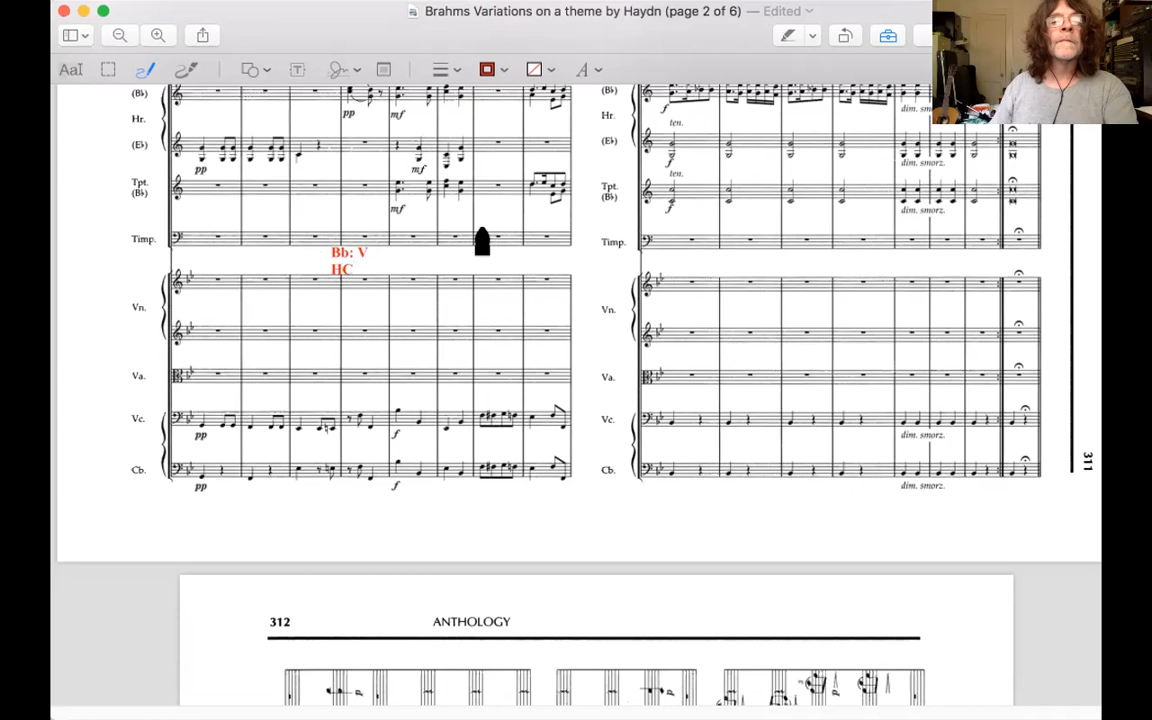 Brahms Variations on a theme by Haydn (page 2 of 6) — Edited
AaI
A
(B♭)
Hr.
(E♭)
Tpt.
(B♭)
Timp.
Vn.
Va.
Vc.
Cb.
pp
mf
pp
mf
mf
Bb: V
HC
pp
f
pp
f
(B♭)
Hr.
(E♭)
Tpt.
(B♭)
Timp.
Vn.
Va.
Vc.
Cb.
f
dim. sm
ten.
f
dim. smorz.
ten.
f
dim. smorz.
dim. smorz.
dim. smorz.
311
312 ANTHOLOGY
p
p
p